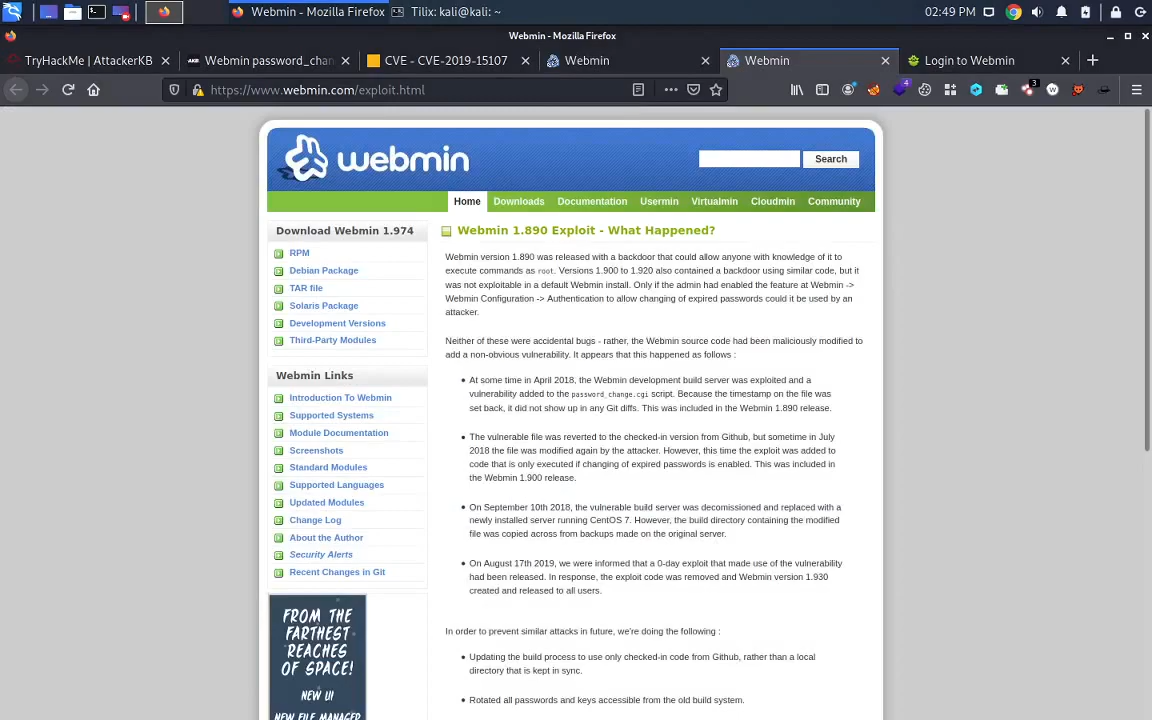 Webmin - Mozilla Firefox
Tilix: kali@kali: ~
02:49 PM
Webmin - Mozilla Firefox
TryHackMe | AttackerKB
AKB
Webmin password_chan
CVE - CVE-2019-15107
Webmin
Webmin
Login to Webmin
https://www.webmin.com/exploit.html
4
3
webmin
Search
Home Downloads Documentation Usermin Virtualmin Cloudmin Community
Download Webmin 1.974
RPM
Debian Package
TAR file
Solaris Package
Development Versions
Third-Party Modules
Webmin Links
Introduction To Webmin
Supported Systems
Module Documentation
Screenshots
Standard Modules
Supported Languages
Updated Modules
Change Log
About the Author
Security Alerts
Recent Changes in Git
FROM THE
FARTHEST
REACHES
OF SPACE!
NEW UI
NEW FILE MANAGER
Webmin 1.890 Exploit - What Happened?
Webmin version 1.890 was released with a backdoor that could allow anyone with knowledge of it to
execute commands as root. Versions 1.900 to 1.920 also contained a backdoor using similar code, but it
was not exploitable in a default Webmin install. Only if the admin had enabled the feature at Webmin ->
Webmin Configuration -> Authentication to allow changing of expired passwords could it be used by an
attacker.
Neither of these were accidental bugs - rather, the Webmin source code had been maliciously modified to
add a non-obvious vulnerability. It appears that this happened as follows :
At some time in April 2018, the Webmin development build server was exploited and a
vulnerability added to the password_change.cgi script. Because the timestamp on the file was
set back, it did not show up in any Git diffs. This was included in the Webmin 1.890 release.
The vulnerable file was reverted to the checked-in version from Github, but sometime in July
2018 the file was modified again by the attacker. However, this time the exploit was added to
code that is only executed if changing of expired passwords is enabled. This was included in
the Webmin 1.900 release.
On September 10th 2018, the vulnerable build server was decomissioned and replaced with a
newly installed server running CentOS 7. However, the build directory containing the modified
file was copied across from backups made on the original server.
On August 17th 2019, we were informed that a 0-day exploit that made use of the vulnerability
had been released. In response, the exploit code was removed and Webmin version 1.930
created and released to all users.
In order to prevent similar attacks in future, we're doing the following :
Updating the build process to use only checked-in code from Github, rather than a local
directory that is kept in sync.
Rotated all passwords and keys accessible from the old build system.